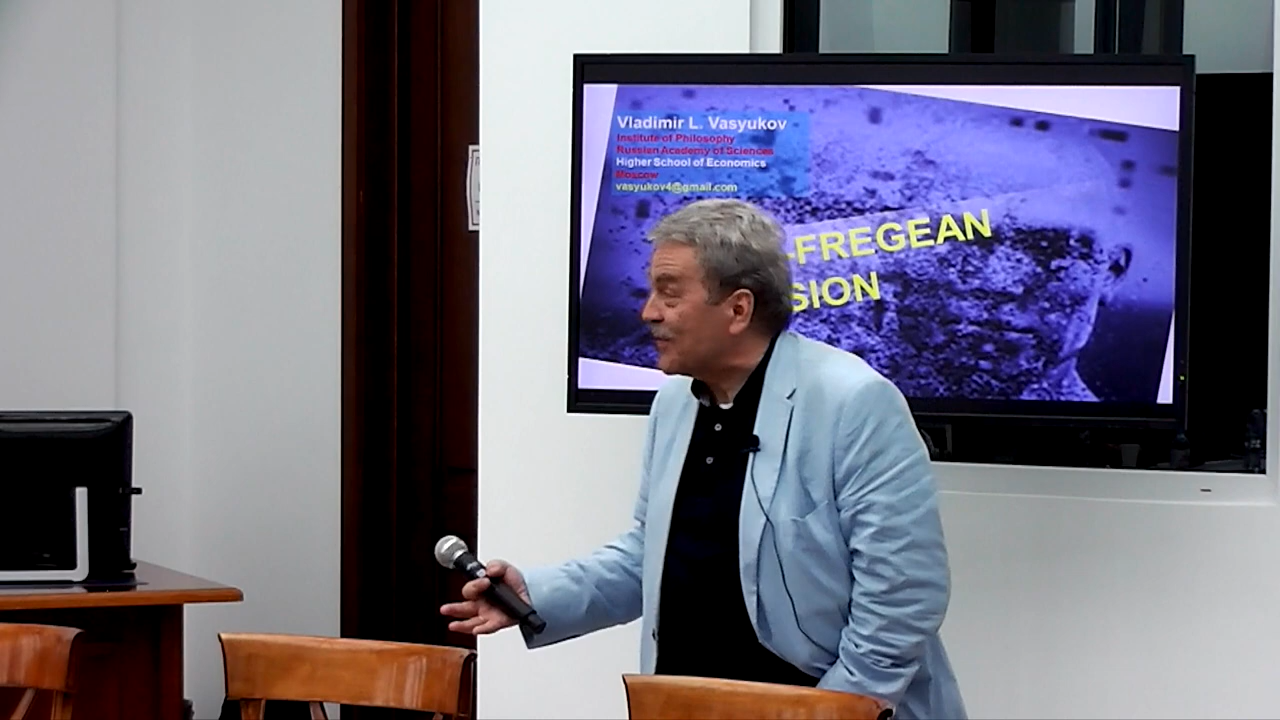 Vladimir L. Vasyukov
Institute of Philosophy
Russian Academy of Sciences
Higher School of Economics
Moscow
vasyukov4@gmail.com
-FREGEAN
SION